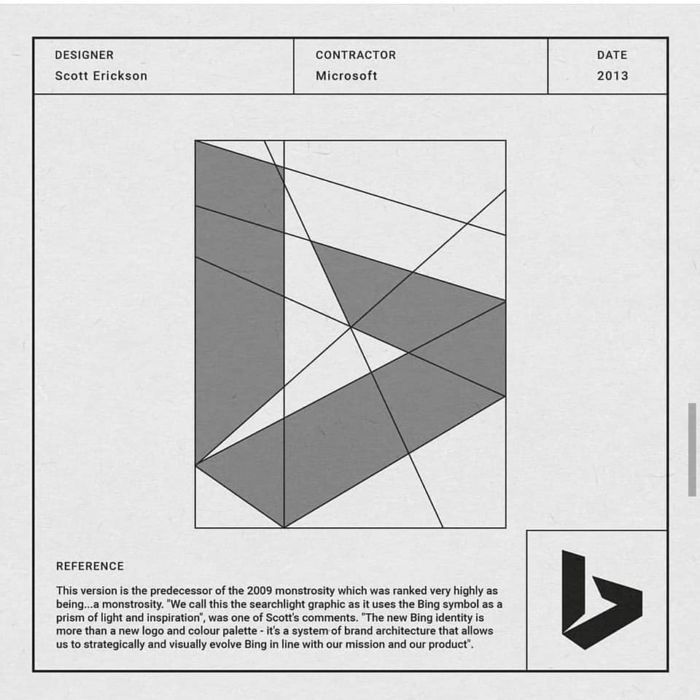 DESIGNER
Scott Erickson
CONTRACTOR
Microsoft
DATE
2013
REFERENCE
This version is the predecessor of the 2009 monstrosity which was ranked very highly as
being...a monstrosity. "We call this the searchlight graphic as it uses the Bing symbol as a
prism of light and inspiration", was one of Scott's comments. "The new Bing identity is
more than a new logo and colour palette - it's a system of brand architecture that allows
us to strategically and visually evolve Bing in line with our mission and our product".